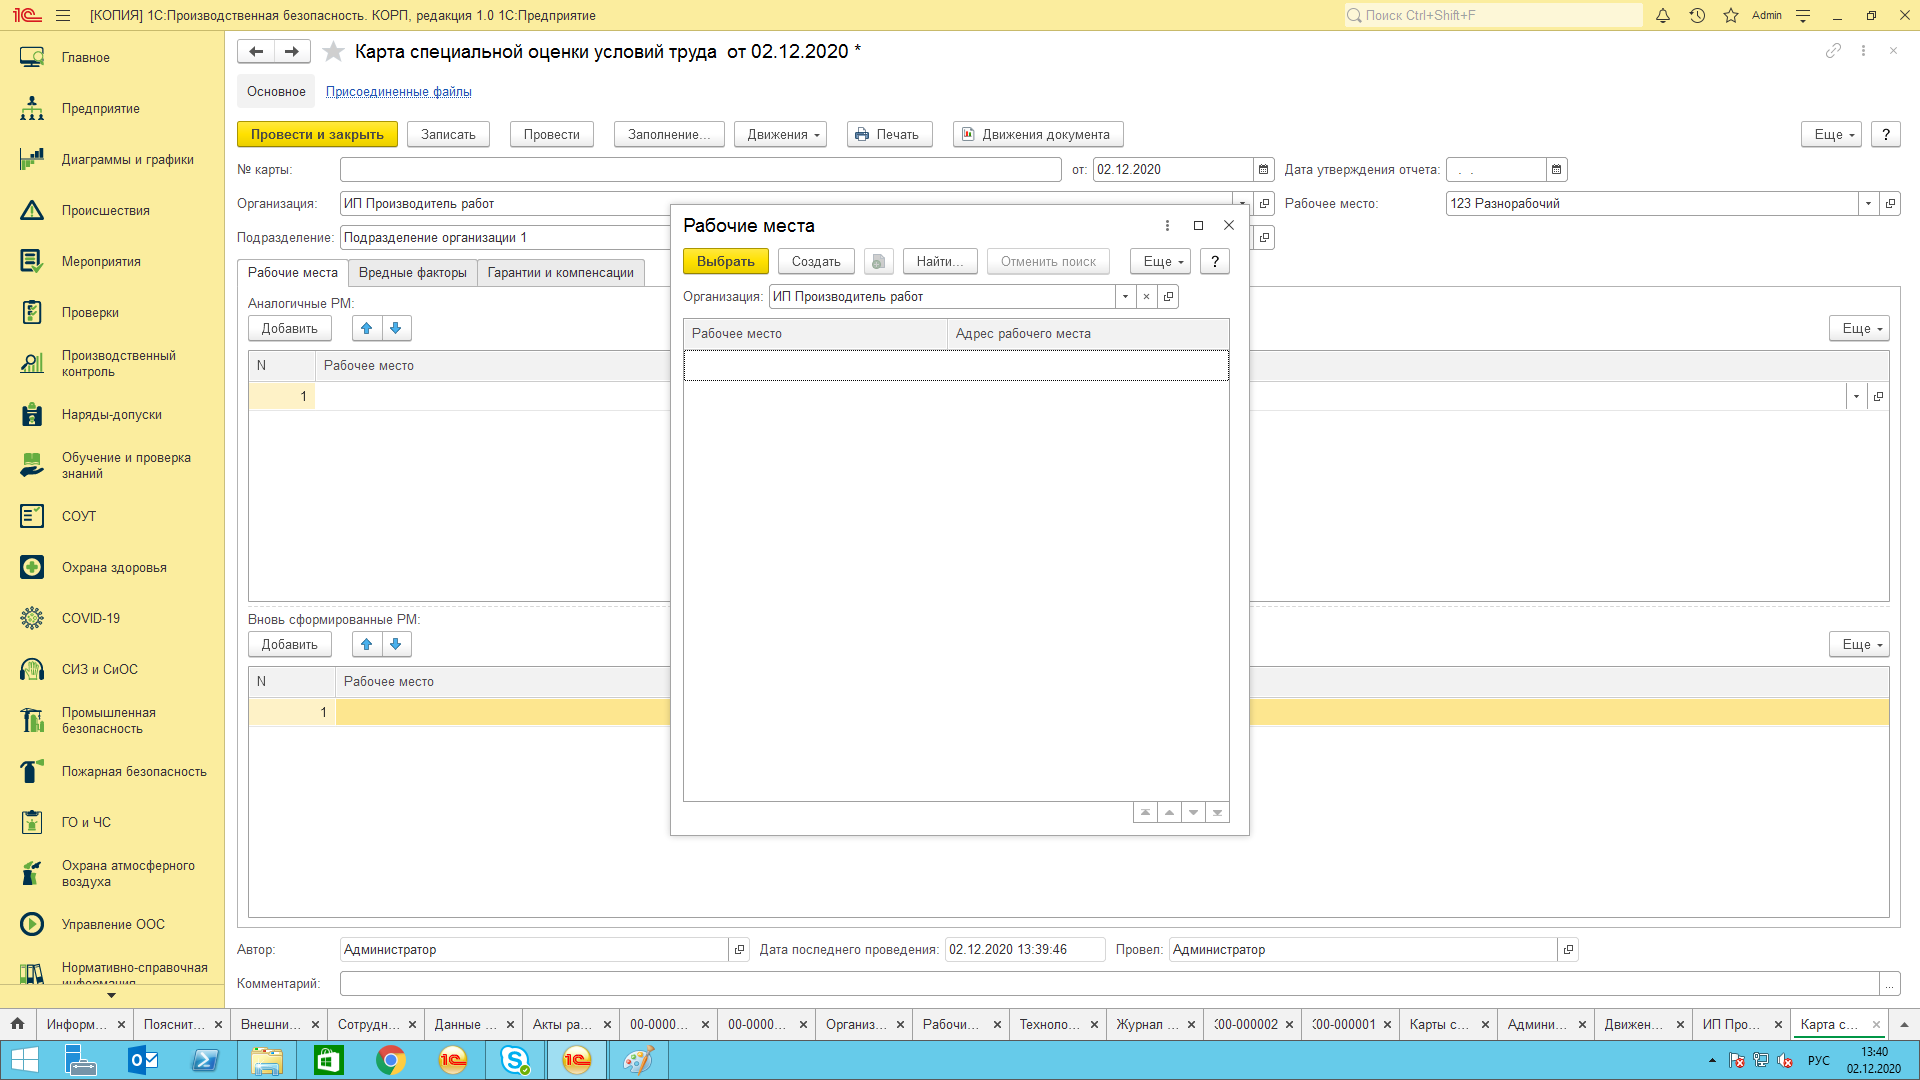 [КОПИЯ] 1С:Производственная безопасность. КОРП, редакция 1.0 1С:Предприятие
Поиск Ctrl+Shift+F
Admin
Главное
Предприятие
Диаграммы и графики
Происшествия
Мероприятия
Проверки
Производственный
контроль
Наряды-допуски
Обучение и проверка
знаний
СОУТ
Охрана здоровья
COVID-19
СИЗ и СиОС
Промышленная
безопасность
Пожарная безопасность
ГО и ЧС
Охрана атмосферного
воздуха
Управление ООС
Нормативно-справочная
информация
Карта специальной оценки условий труда от 02.12.2020 *
Основное
Присоединенные файлы
Провести и закрыть
Записать
Провести
Заполнение...
Движения
Печать
Движения документа
Еще
?
№ карты:
от:
02.12.2020
Дата утверждения отчета:
. .
Организация:
ИП Производитель работ
Рабочее место:
123 Разнорабочий
Подразделение:
Подразделение организации 1
Рабочие места
Вредные факторы
Гарантии и компенсации
Аналогичные РМ:
Добавить
Еще
N
Рабочее место
1
Вновь сформированные РМ:
Добавить
Еще
N
Рабочее место
1
Рабочие места
Выбрать
Создать
Найти...
Отменить поиск
Еще
?
Организация:
ИП Производитель работ
Рабочее место
Адрес рабочего места
Автор:
Администратор
Дата последнего проведения:
02.12.2020 13:39:46
Провел:
Администратор
Комментарий:
...
Информ...
Пояснит...
Внешни...
Сотрудн...
Данные ...
Акты ра...
00-0000...
00-0000...
Организ...
Рабочи...
Техноло...
Журнал ...
00-000002
00-000001
Карты с...
Админи...
Движен...
ИП Про...
Карта с...
РУС
13:40
02.12.2020